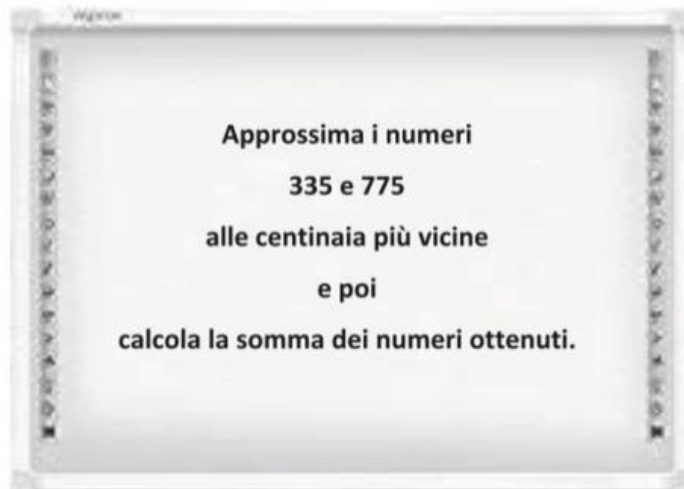 Approssima i numeri
335 e 775
alle centinaia più vicine
e poi
calcola la somma dei numeri ottenuti.